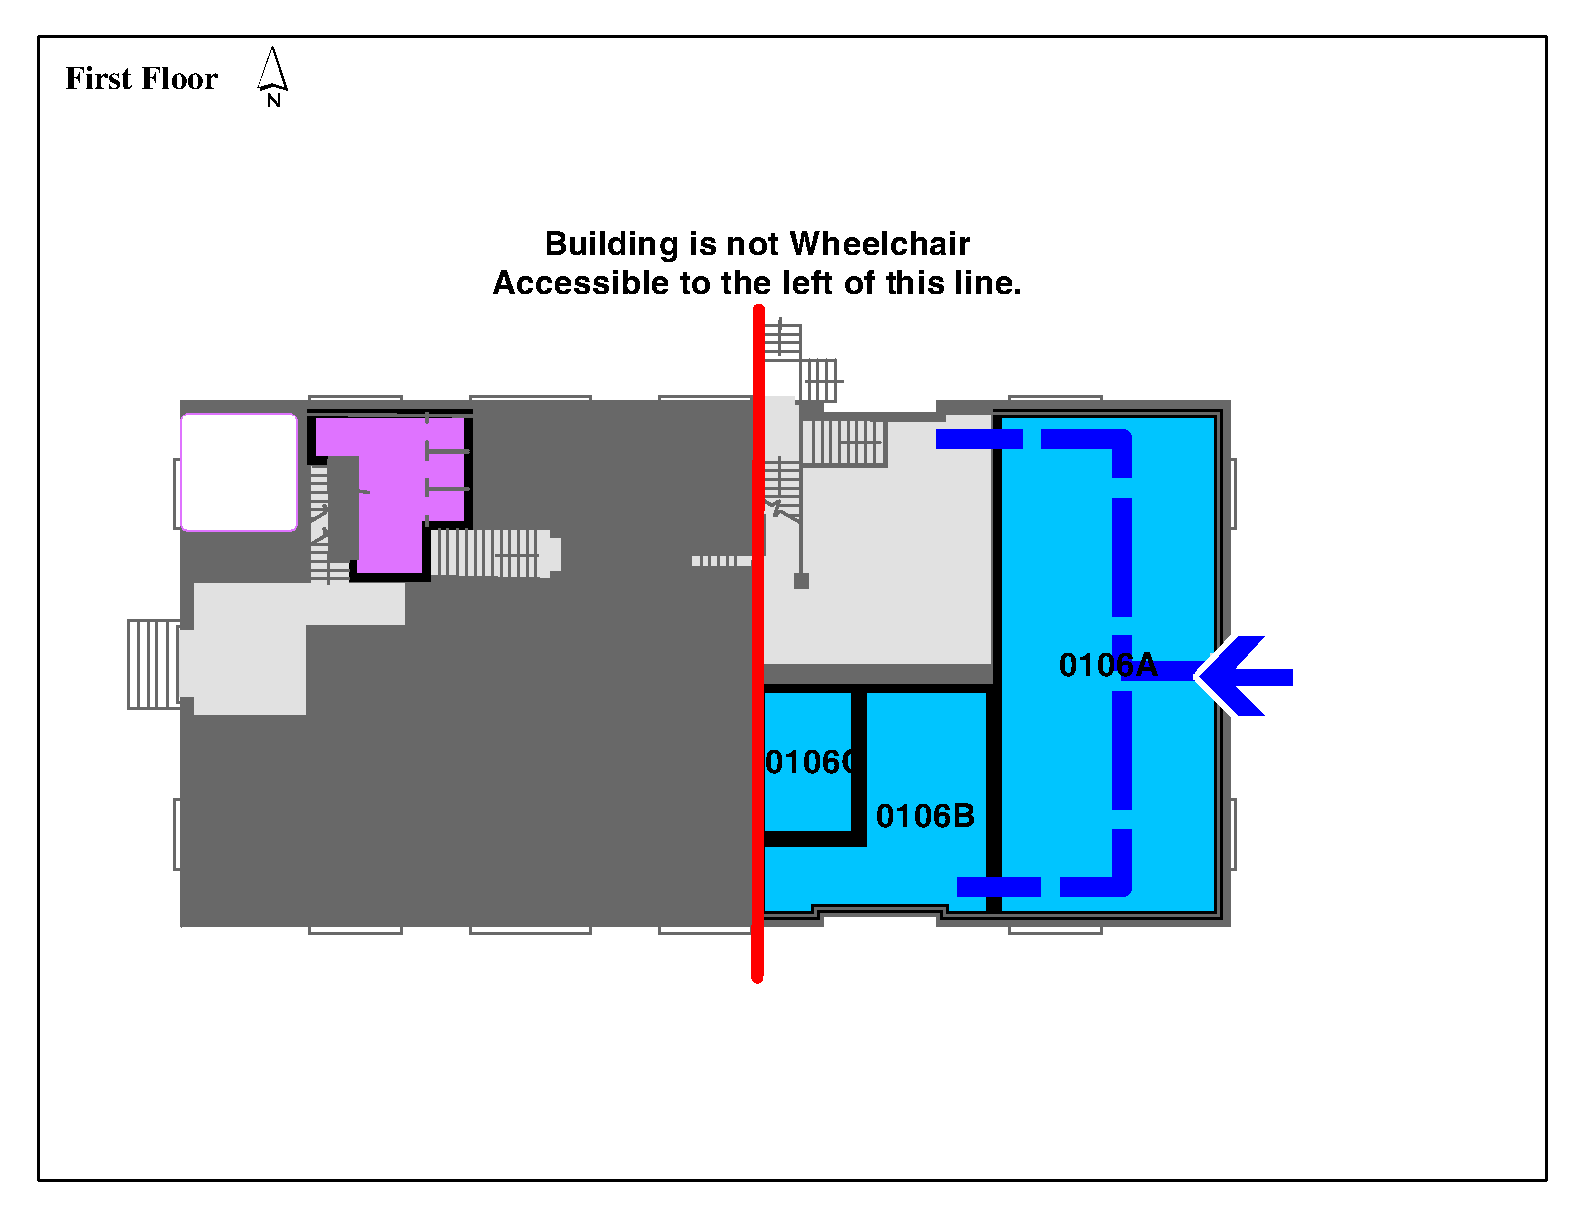 First Floor
N
Building is not Wheelchair
Accessible to the left of this line.
0106A
0106C
0106B